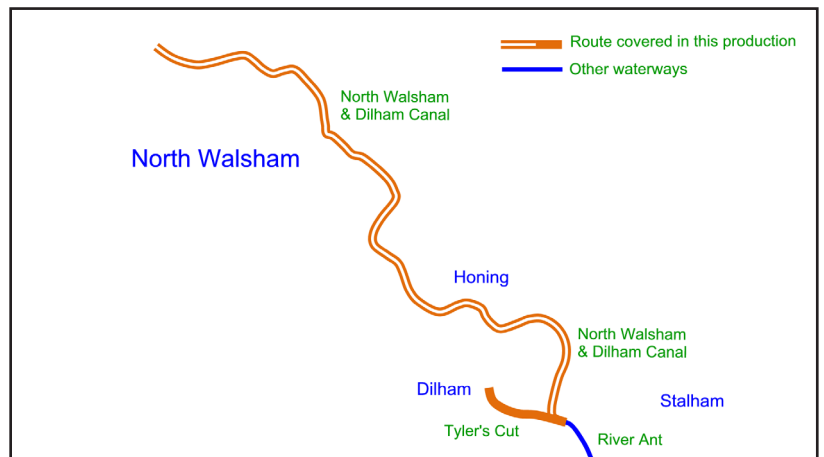 Route covered in this production
Other waterways
North Walsham
& Dilham Canal
North Walsham
Honing
North Walsham
& Dilham Canal
Dilham
Stalham
Tyler's Cut
River Ant